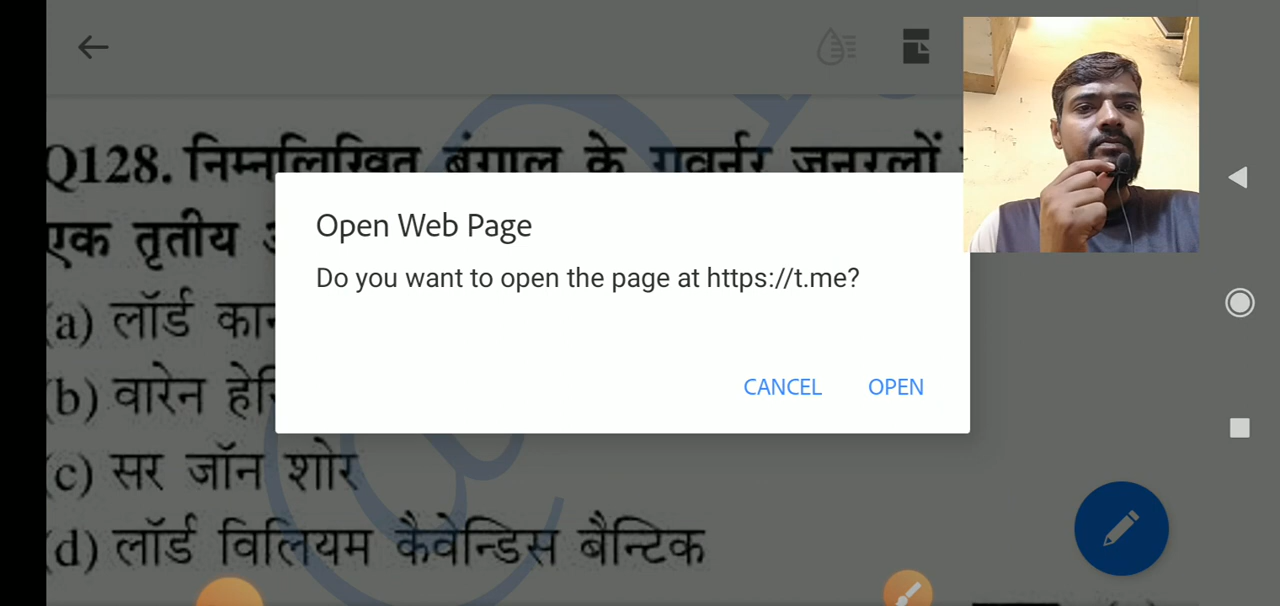 Q128. निम्नलिखित बंगाल के गवर्नर जनरलों
एक तृतीय
Open Web Page
Do you want to open the page at https://t.me?
(a) लॉर्ड
(b) वारेन
CANCEL OPEN
(c) सर जॉन शोर
(d) लॉर्ड विलियम कैवेन्डिस बैन्टिक